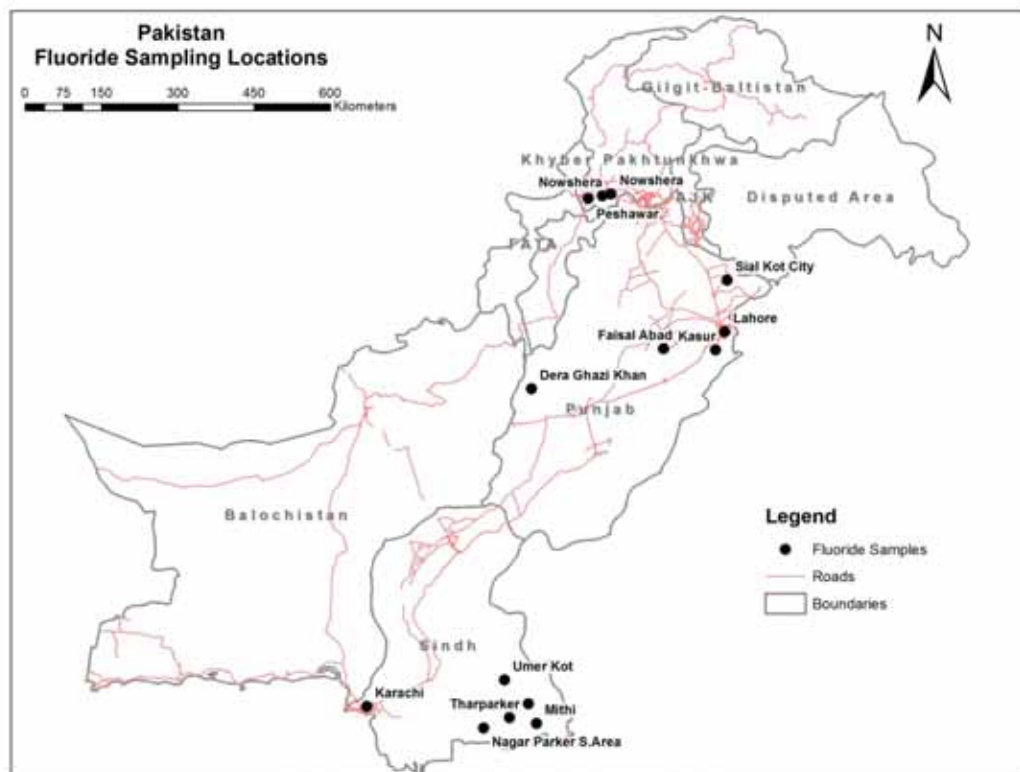 Pakistan
Fluoride Sampling Locations
0 75 150 300 450 600
Kilometers
N
Gilgit-Baltistan
Khyber Pakhtunkhwa
Nowshera Nowshera
AJK
Disputed Area
Peshawar
FATA
Sial Kot City
Lahore
Faisal Abad Kasur
Dera Ghazi Khan
Punjab
Balochistan
Legend
Fluoride Samples
Roads
Boundaries
Sindh
Umer Kot
Karachi
Tharparker
Mithi
Nagar Parker S.Area